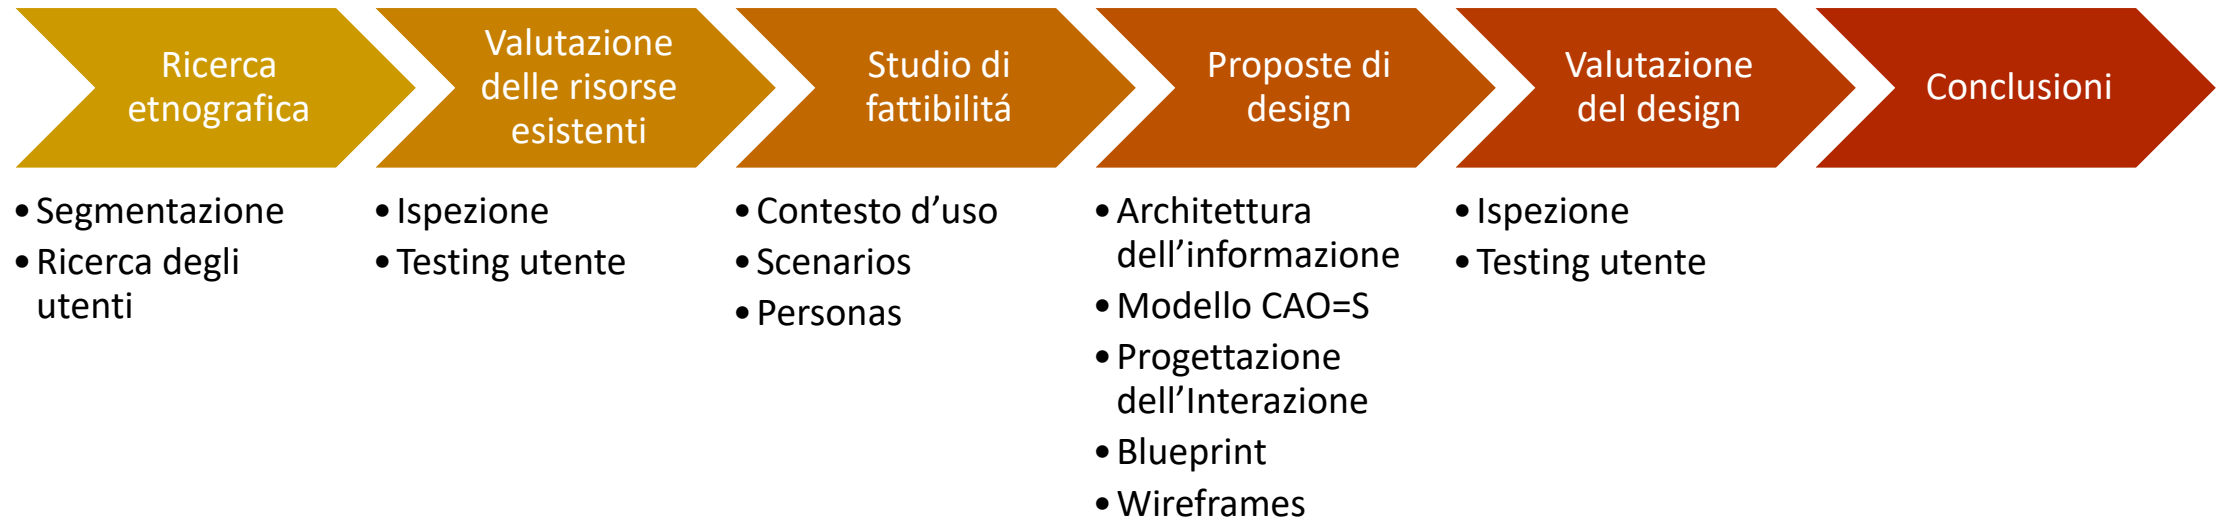 Ricerca
etnografica
Valutazione
delle risorse
esistenti
Studio di
fattibilitá
Proposte di
design
Valutazione
del design
Conclusioni
•Segmentazione
•Ricerca degli
utenti
•Ispezione
•Testing utente
•Contesto d’uso
•Scenarios
•Personas
•Architettura
dell’informazione
•Modello CAO=S
•Progettazione
dell’Interazione
•Blueprint
•Wireframes
•Ispezione
•Testing utente